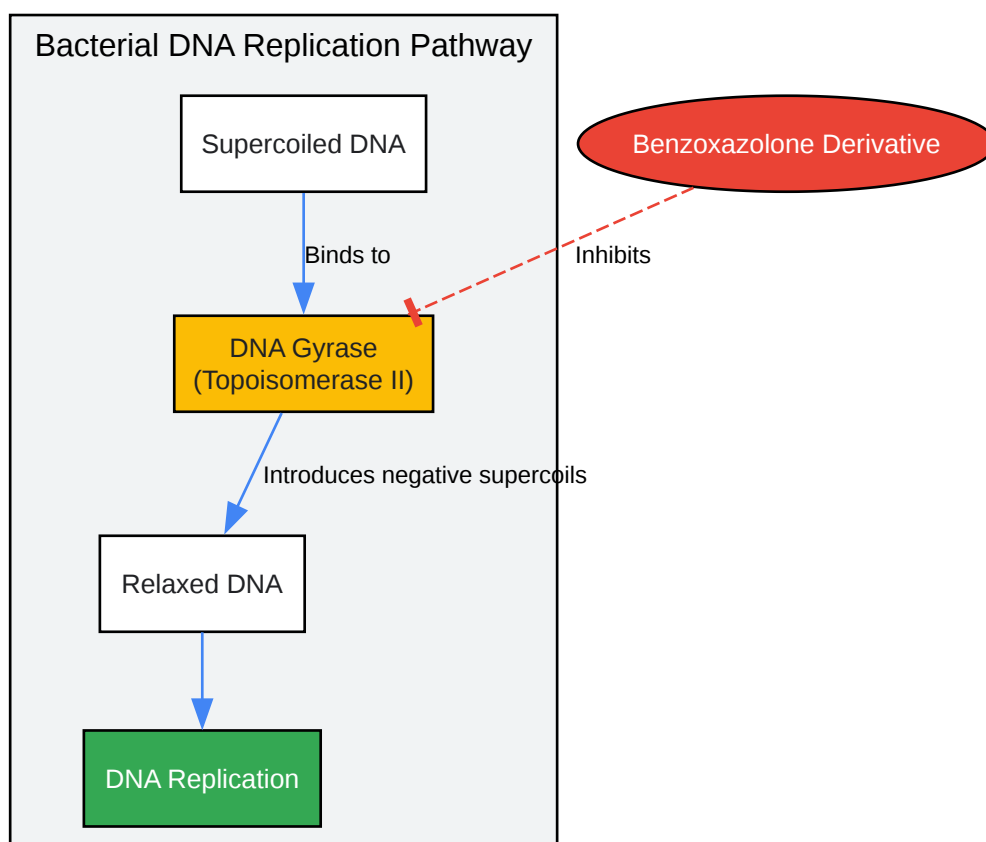 Bacterial DNA Replication Pathway
Supercoiled DNA
Benzoxazolone Derivative
Binds to
Inhibits
DNA Gyrase
(Topoisomerase II)
Introduces negative supercoils
Relaxed DNA
DNA Replication